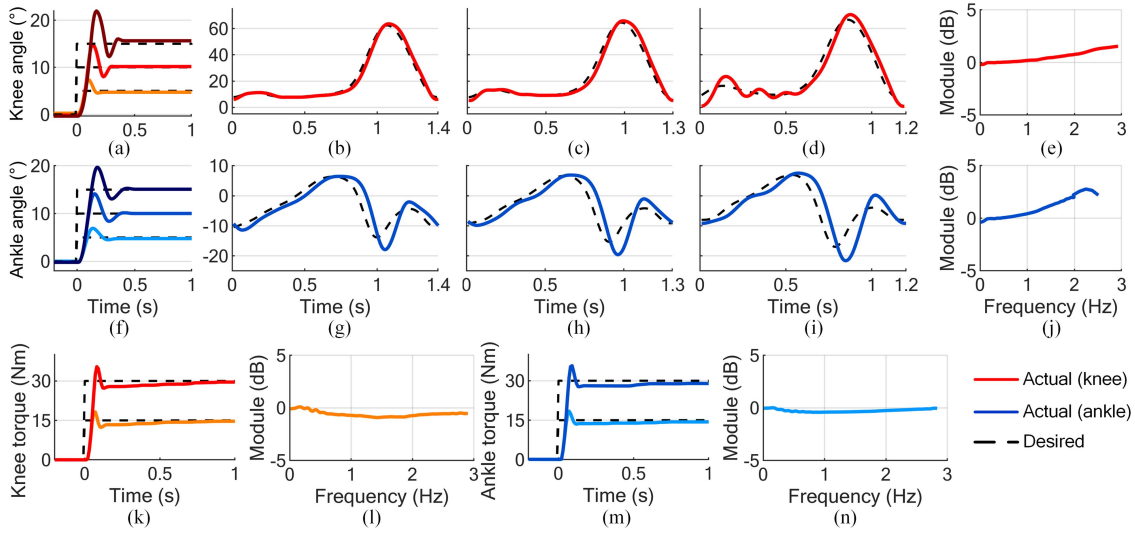 Knee angle (°)
20
10
0
0
0.5
1
(a)
60
40
20
0
0
0.5
1
1.4
(b)
0
0.5
1
1.3
(c)
0
0.5
1.2
(d)
Module (dB)
5
0
-5
0
1
2
3
(e)
Ankle angle (°)
20
10
0
0
0.5
1
Time (s)
(f)
10
0
-10
-20
0
0.5
1
1.4
Time (s)
(g)
0
0.5
1
1.3
Time (s)
(h)
0
0.5
1
1.2
Time (s)
(i)
Module (dB)
5
0
-5
0
1
2
3
Frequency (Hz)
(j)
Knee torque (Nm)
30
15
0
0
0.5
1
Time (s)
(k)
Module (dB)
5
0
-5
0
1
2
3
Frequency (Hz)
(l)
Ankle torque (Nm)
30
15
0
0
0.5
1
Time (s)
(m)
Module (dB)
5
0
-5
0
1
2
3
Frequency (Hz)
(n)
Actual (knee)
Actual (ankle)
Desired